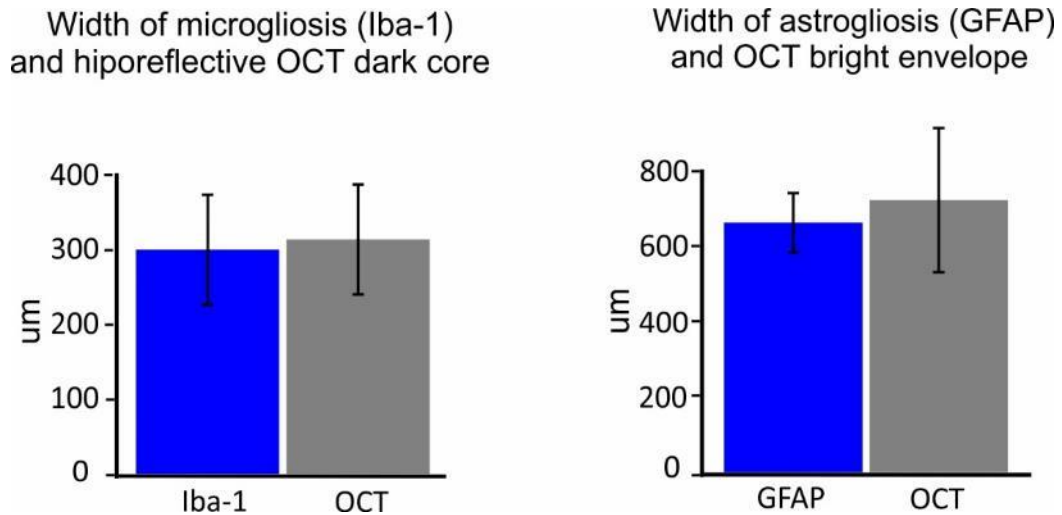 Width of microgliosis (Iba-1)
and hiporeflective OCT dark core
400
300
200
100
0
um
Iba-1 OCT
Width of astrogliosis (GFAP)
and OCT bright envelope
800
600
400
200
0
um
GFAP OCT